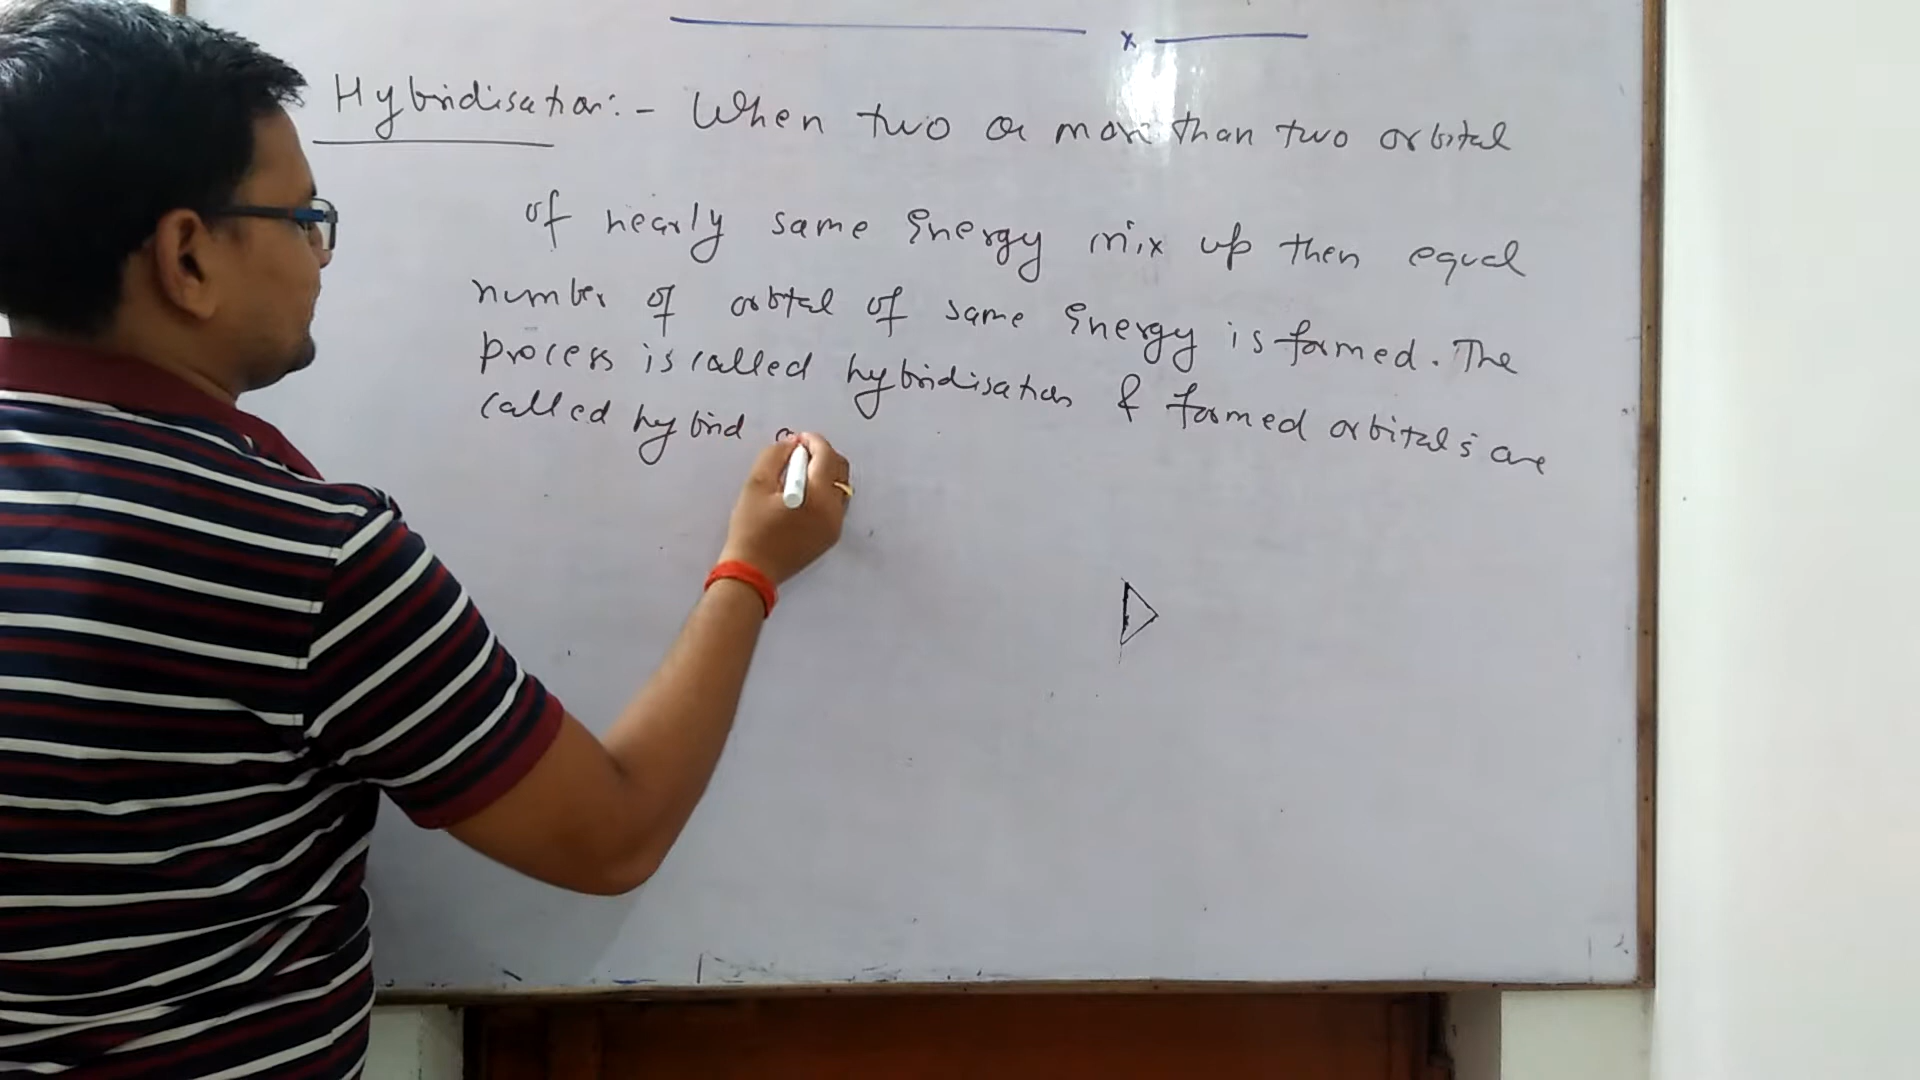 Hybridisation:- When two or more than two orbital
of nearly same Energy mix up then equal
number of orbital of same Energy is formed. The
process is called hybridisation & formed orbitals are
called hybrid o